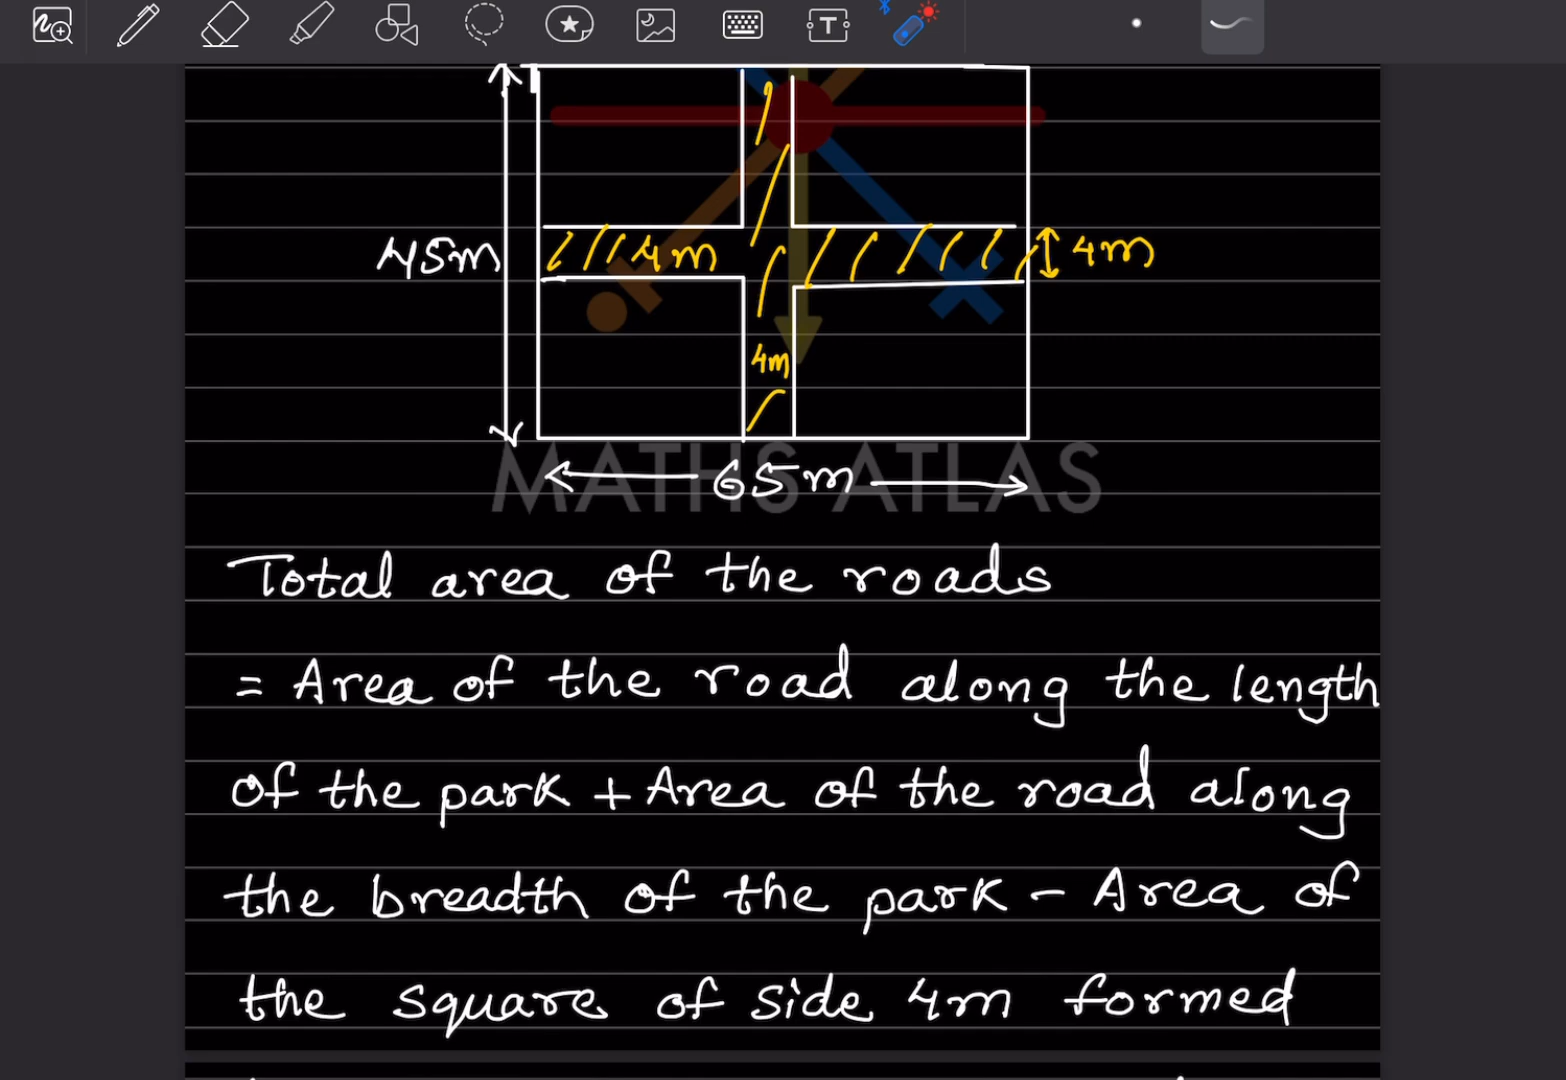 45m
4m
4m
4m
65m
MATHS ATLAS
Total area of the roads
= Area of the road along the length
of the park + Area of the road along
the breadth of the park - Area of
the square of side 4m formed